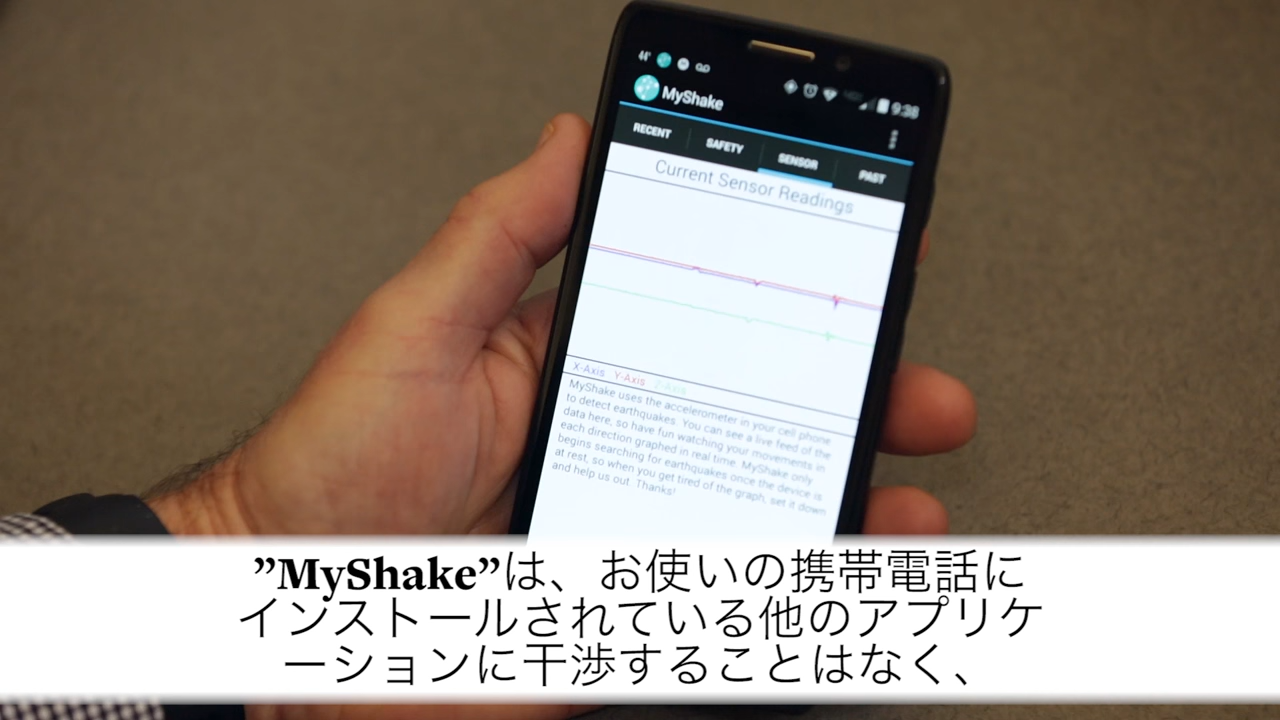 44°
9:38
MyShake
RECENT
SAFETY
SENSOR
PAST
Current Sensor Readings
X-Axis Y-Axis Z-Axis
MyShake uses the accelerometer in your cell phone
to detect earthquakes. You can see a live feed of the
data here, so have fun watching your movements in
each direction graphed in real time. MyShake only
begins searching for earthquakes once the device is
at rest, so when you get tired of the graph, set it down
and help us out. Thanks!
”MyShake”は、お使いの携帯電話に
インストールされている他のアプリケ
ーションに干渉することはなく、